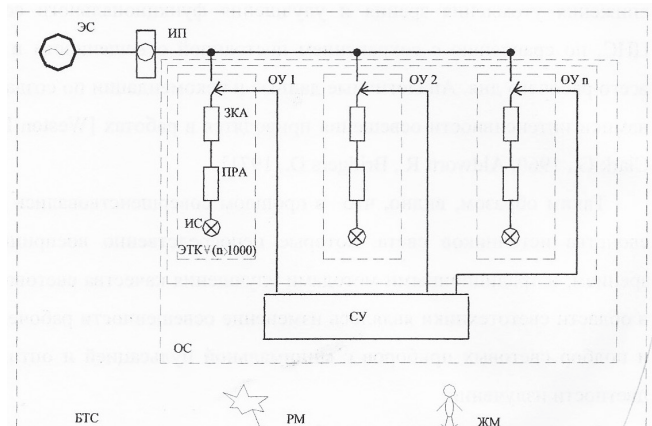 ЭС
ИП
ОУ 1
ОУ 2
ОУ n
ЗКА
ПРА
ИС
ЭТК∀(n›1000)
СУ
ОС
БТС
РМ
ЖМ